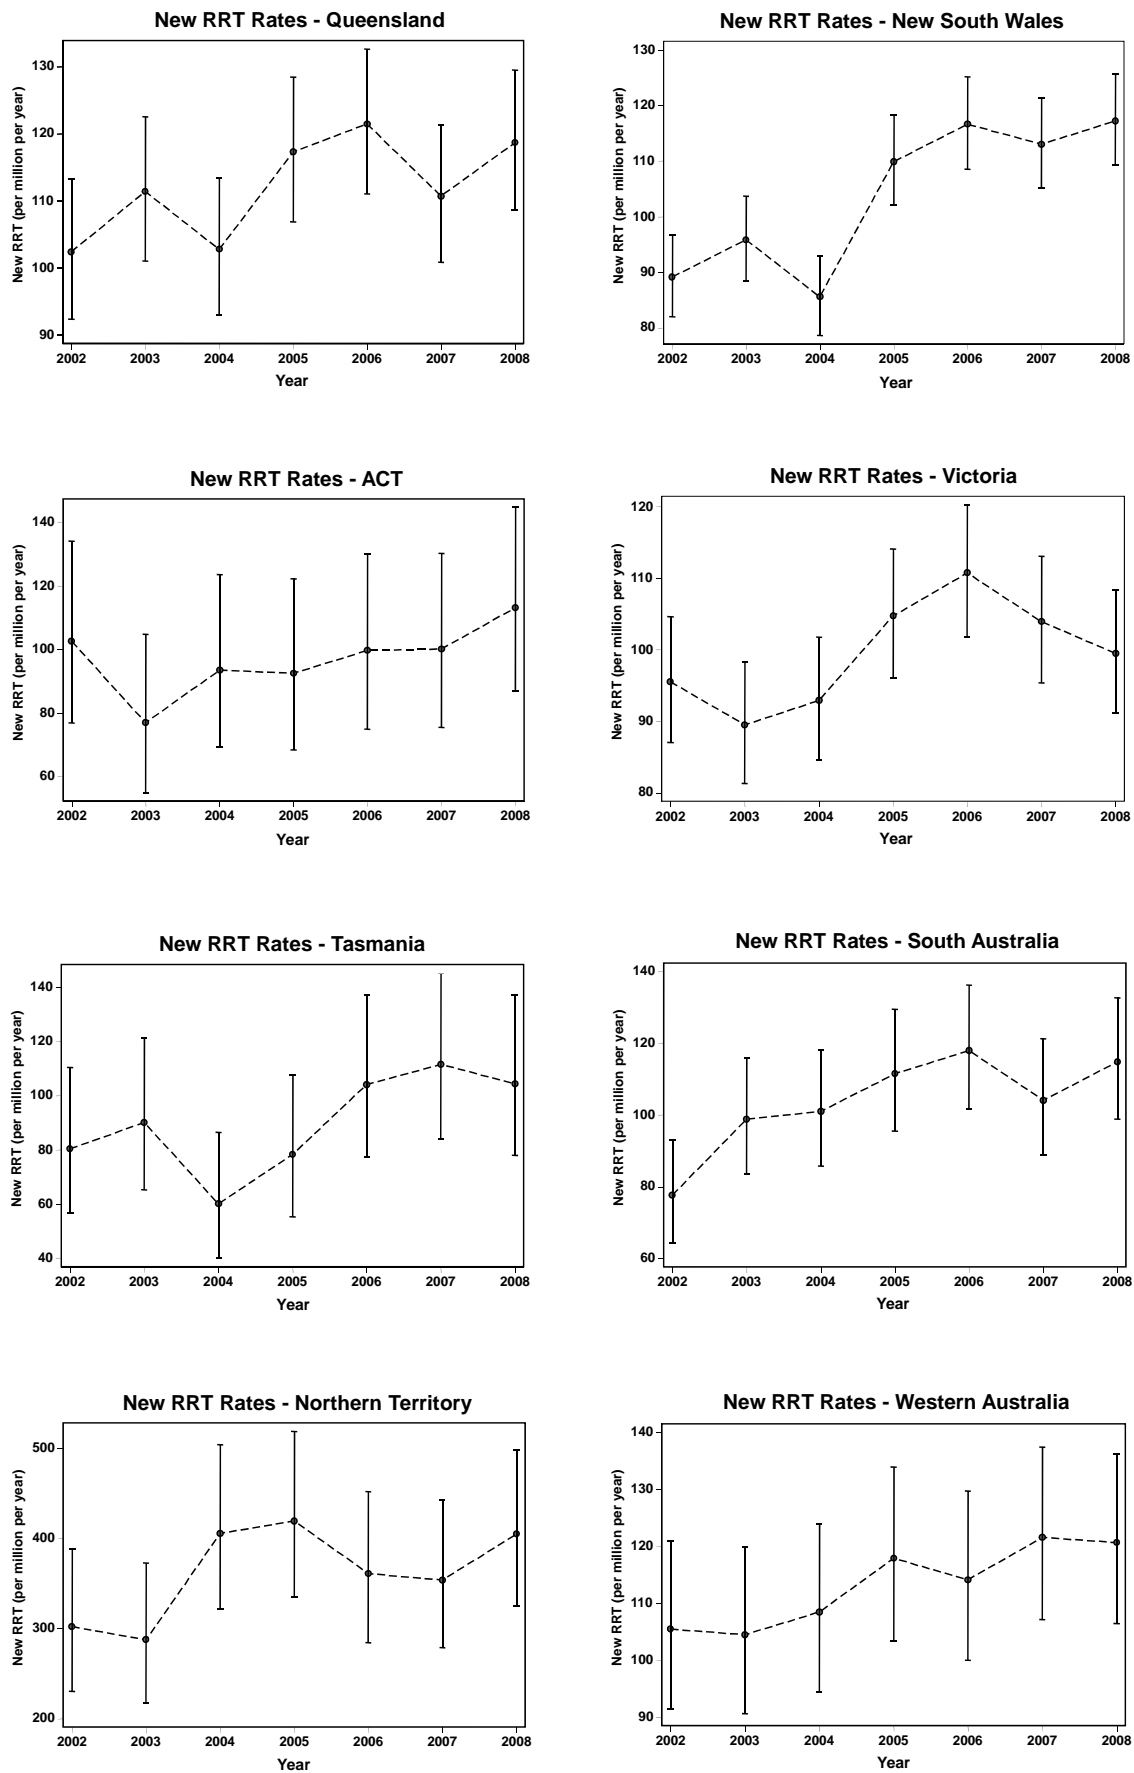 New RRT Rates - Queensland
New RRT (per million per year)
130
120
110
100
90
2002 2003 2004 2005 2006 2007 2008
Year
New RRT Rates - New South Wales
New RRT (per million per year)
130
120
110
100
90
80
2002 2003 2004 2005 2006 2007 2008
Year
New RRT Rates - ACT
New RRT (per million per year)
140
120
100
80
60
2002 2003 2004 2005 2006 2007 2008
Year
New RRT Rates - Victoria
New RRT (per million per year)
120
110
100
90
80
2002 2003 2004 2005 2006 2007 2008
Year
New RRT Rates - Tasmania
New RRT (per million per year)
140
120
100
80
60
40
2002 2003 2004 2005 2006 2007 2008
Year
New RRT Rates - South Australia
New RRT (per million per year)
140
120
100
80
60
2002 2003 2004 2005 2006 2007 2008
Year
New RRT Rates - Northern Territory
New RRT (per million per year)
500
400
300
200
2002 2003 2004 2005 2006 2007 2008
Year
New RRT Rates - Western Australia
New RRT (per million per year)
140
130
120
110
100
90
2002 2003 2004 2005 2006 2007 2008
Year